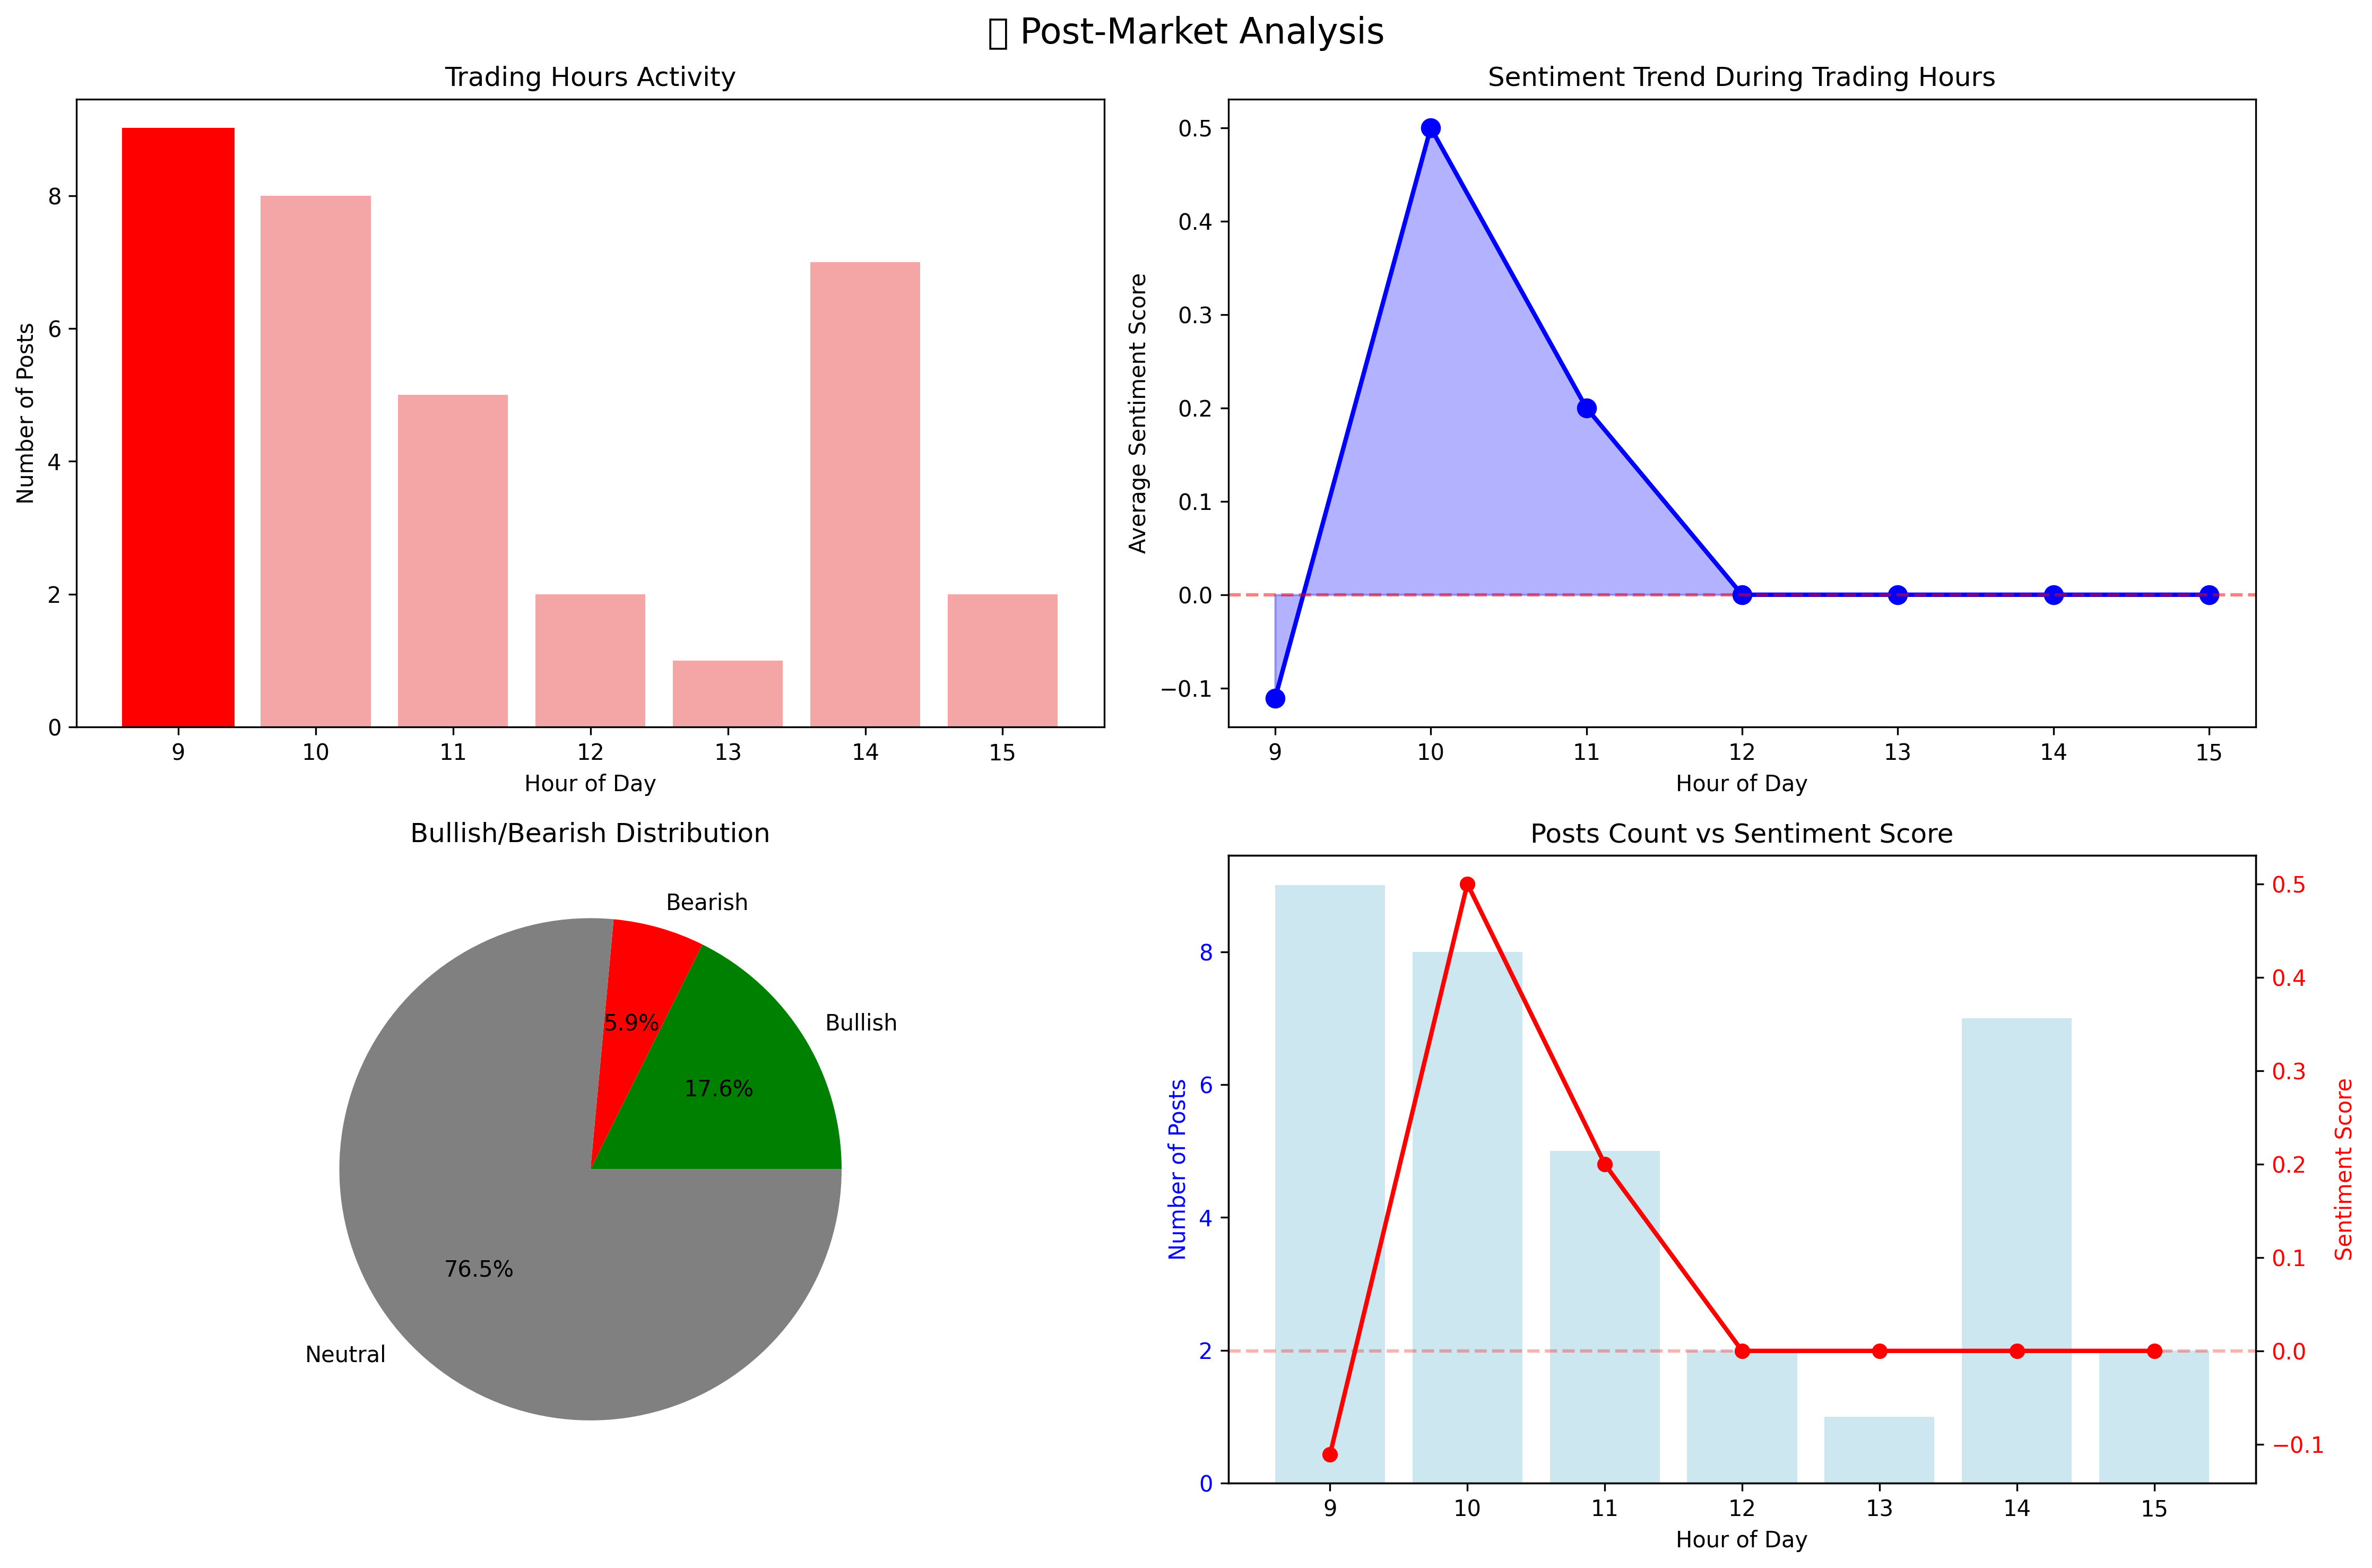 Post-Market Analysis
Trading Hours Activity
Number of Posts
8
6
4
2
0
9 10 11 12 13 14 15
Hour of Day
Sentiment Trend During Trading Hours
Average Sentiment Score
0.5
0.4
0.3
0.2
0.1
0.0
−0.1
9 10 11 12 13 14 15
Hour of Day
Bullish/Bearish Distribution
Bearish
Bullish
5.9%
17.6%
76.5%
Neutral
Posts Count vs Sentiment Score
Number of Posts
8
6
4
2
0
0.5
0.4
0.3
0.2
0.1
0.0
−0.1
Sentiment Score
9 10 11 12 13 14 15
Hour of Day